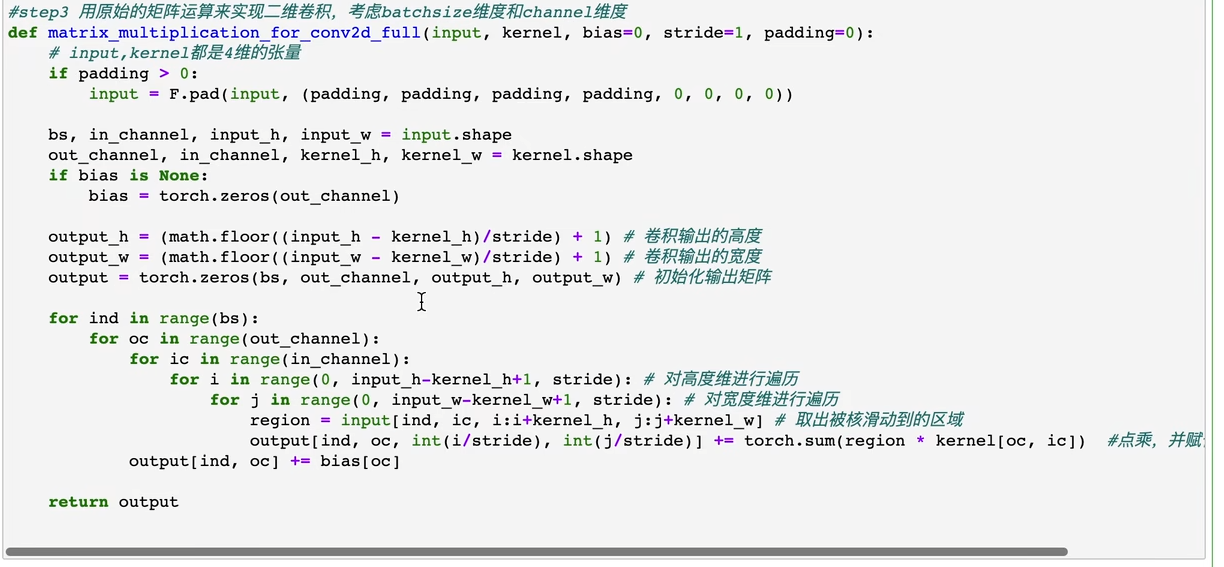 #step3 用原始的矩阵运算来实现二维卷积，考虑batchsize维度和channel维度
def matrix_multiplication_for_conv2d_full(input, kernel, bias=0, stride=1, padding=0):
    # input,kernel都是4维的张量
    if padding > 0:
        input = F.pad(input, (padding, padding, padding, padding, 0, 0, 0, 0))
    bs, in_channel, input_h, input_w = input.shape
    out_channel, in_channel, kernel_h, kernel_w = kernel.shape
    if bias is None:
        bias = torch.zeros(out_channel)
    output_h = (math.floor((input_h - kernel_h)/stride) + 1) # 卷积输出的高度
    output_w = (math.floor((input_w - kernel_w)/stride) + 1) # 卷积输出的宽度
    output = torch.zeros(bs, out_channel, output_h, output_w) # 初始化输出矩阵
    for ind in range(bs):
        for oc in range(out_channel):
            for ic in range(in_channel):
                for i in range(0, input_h-kernel_h+1, stride): # 对高度维进行遍历
                    for j in range(0, input_w-kernel_w+1, stride): # 对宽度维进行遍历
                        region = input[ind, ic, i:i+kernel_h, j:j+kernel_w] # 取出被核滑动到的区域
                        output[ind, oc, int(i/stride), int(j/stride)] += torch.sum(region * kernel[oc, ic])  #点乘，并赋
            output[ind, oc] += bias[oc]
    return output